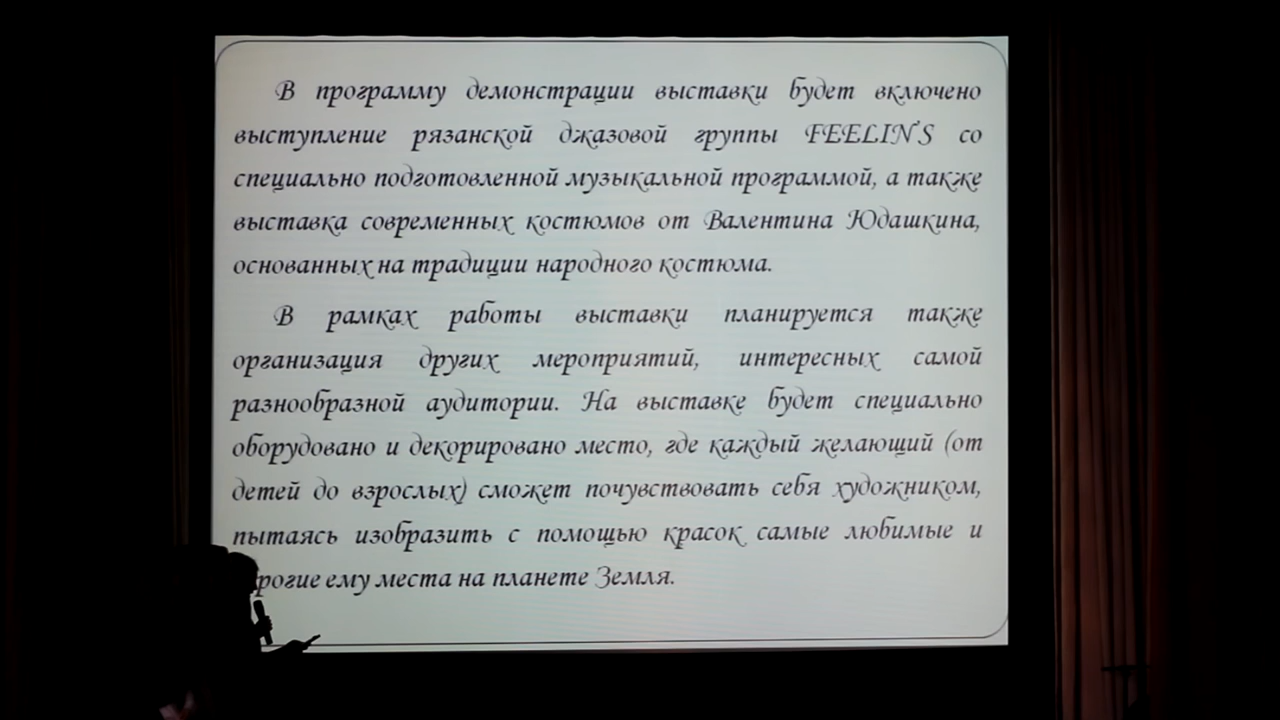 В программу демонстрации выставки будет включено
выступление рязанской джазовой группы FEELIN'S со
специально подготовленной музыкальной программой, а также
выставка современных костюмов от Валентина Юдашкина,
основанных на традиции народного костюма.
В рамках работы выставки планируется также
организация других мероприятий, интересных самой
разнообразной аудитории. На выставке будет специально
оборудовано и декорировано место, где каждый желающий (от
детей до взрослых) сможет почувствовать себя художником,
пытаясь изобразить с помощью красок самые любимые и
ему места на планете Земля.